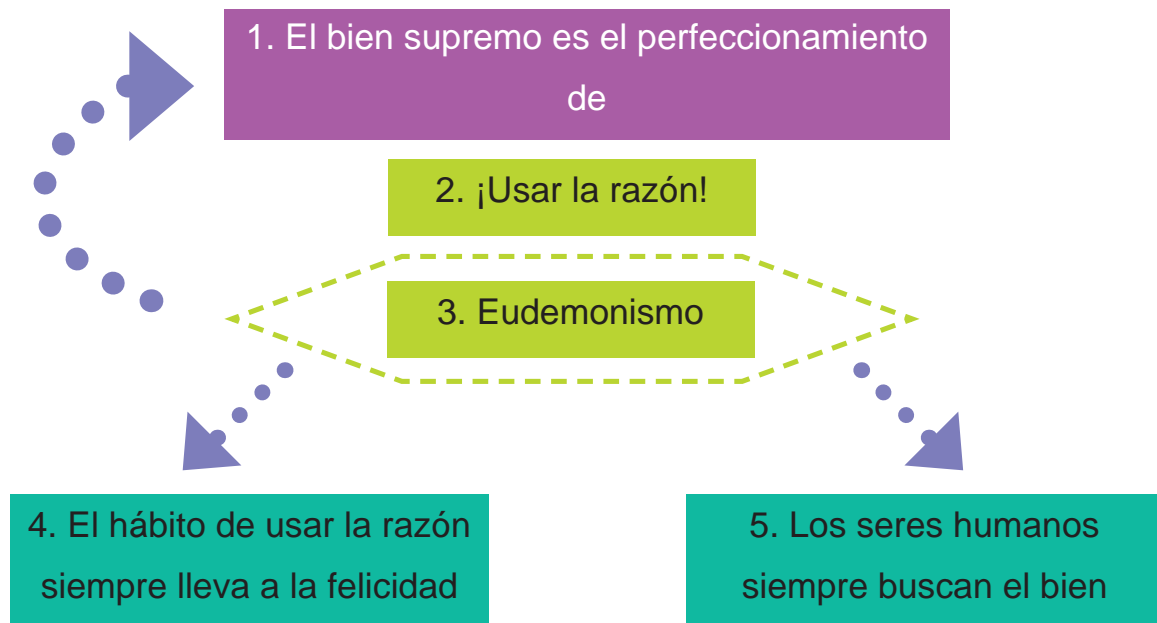 1. El bien supremo es el perfeccionamiento
de
2. ¡Usar la razón!
3. Eudemonismo
4. El hábito de usar la razón
siempre lleva a la felicidad
5. Los seres humanos
siempre buscan el bien